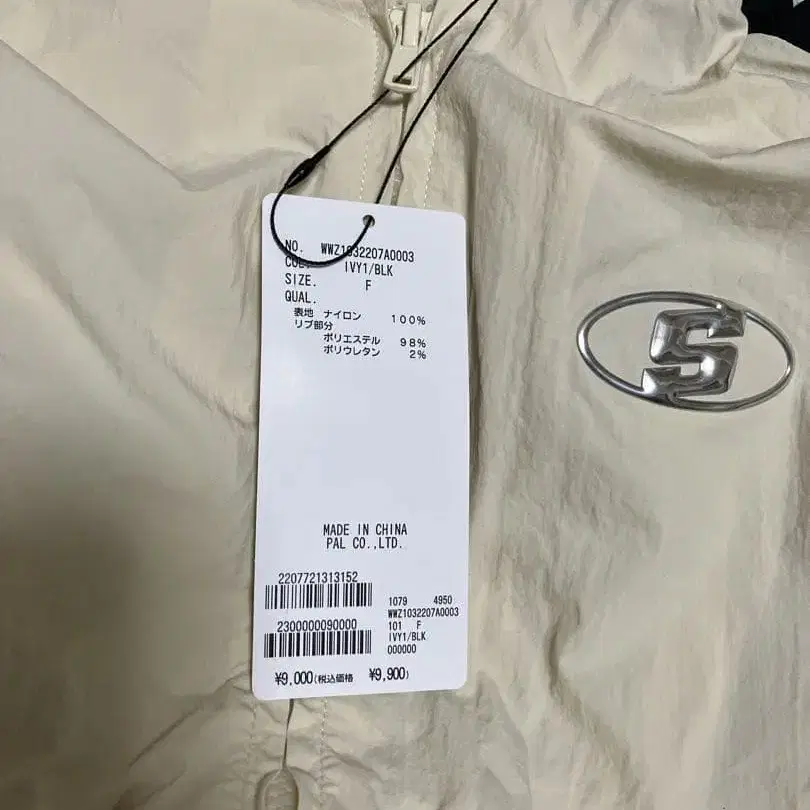 NO. WWZ1032207A0003
COL. IVY1/BLK
SIZE. F
QUAL.
表地 ナイロン 100%
リブ部分
ポリエステル 98%
ポリウレタン 2%
MADE IN CHINA
PAL CO.,LTD.
2207721313152
2300000090000
¥9,000(税込価格 ¥9,900)
1079 4950
WWZ1032207A0003
101 F
IVY1/BLK
000000
S